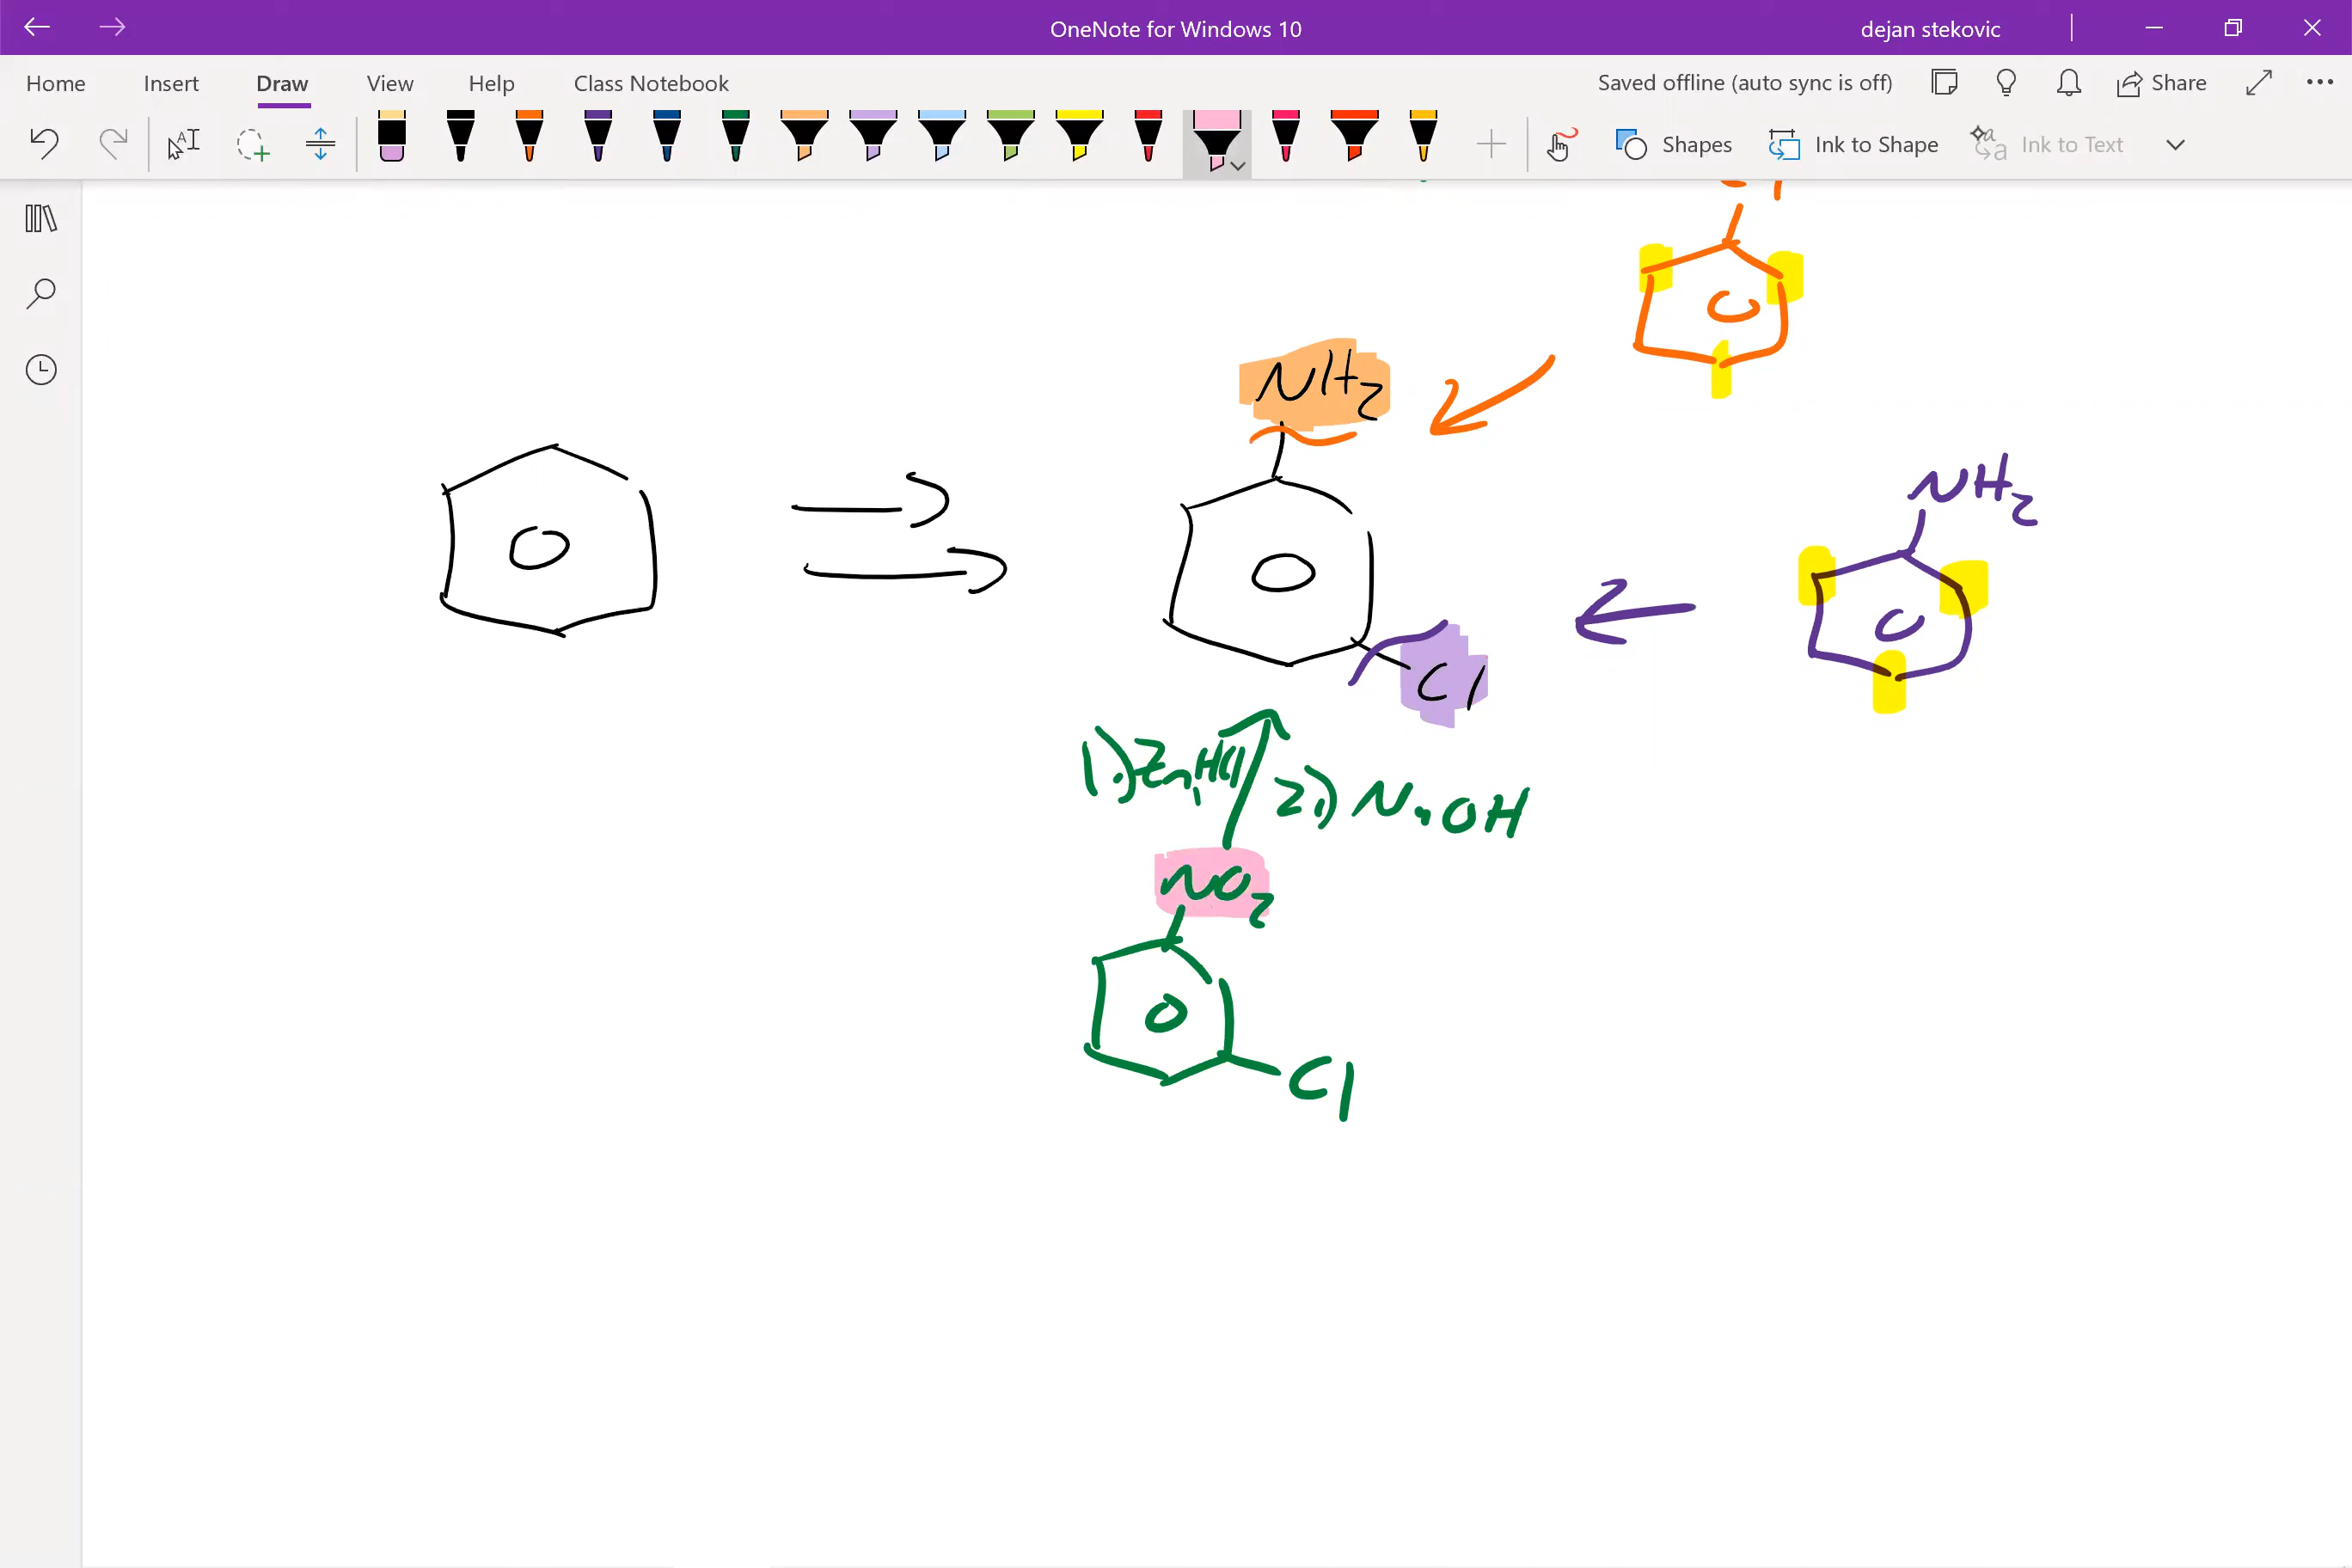 OneNote for Windows 10
dejan stekovic
Home Insert Draw View Help Class Notebook
Saved offline (auto sync is off) Share
Shapes Ink to Shape Ink to Text
NH2
NH2
Cl
1.) Zn, HCl 2.) NaOH
NO2
Cl